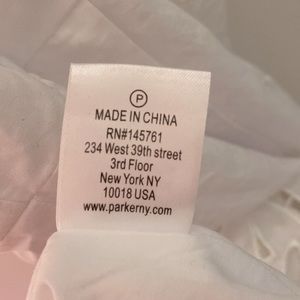 P
MADE IN CHINA
RN#145761
234 West 39th street
3rd Floor
New York NY
10018 USA
www.parkerny.com